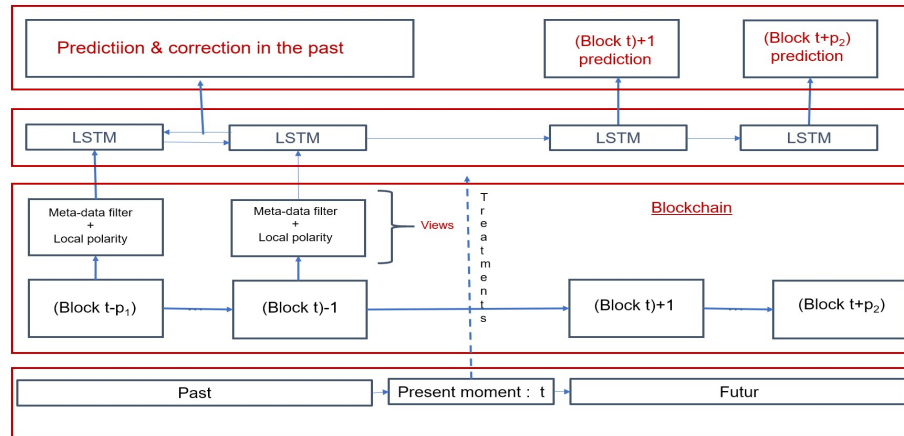 Predictiion & correction in the past
(Block t)+1
prediction
(Block t+p₂)
prediction
LSTM
LSTM
LSTM
LSTM
Meta-data filter
+
Local polarity
Meta-data filter
+
Local polarity
Views
Treatments
Blockchain
(Block t-p₁)
...
(Block t)-1
(Block t)+1
...
(Block t+p₂)
Past
Present moment : t
Futur